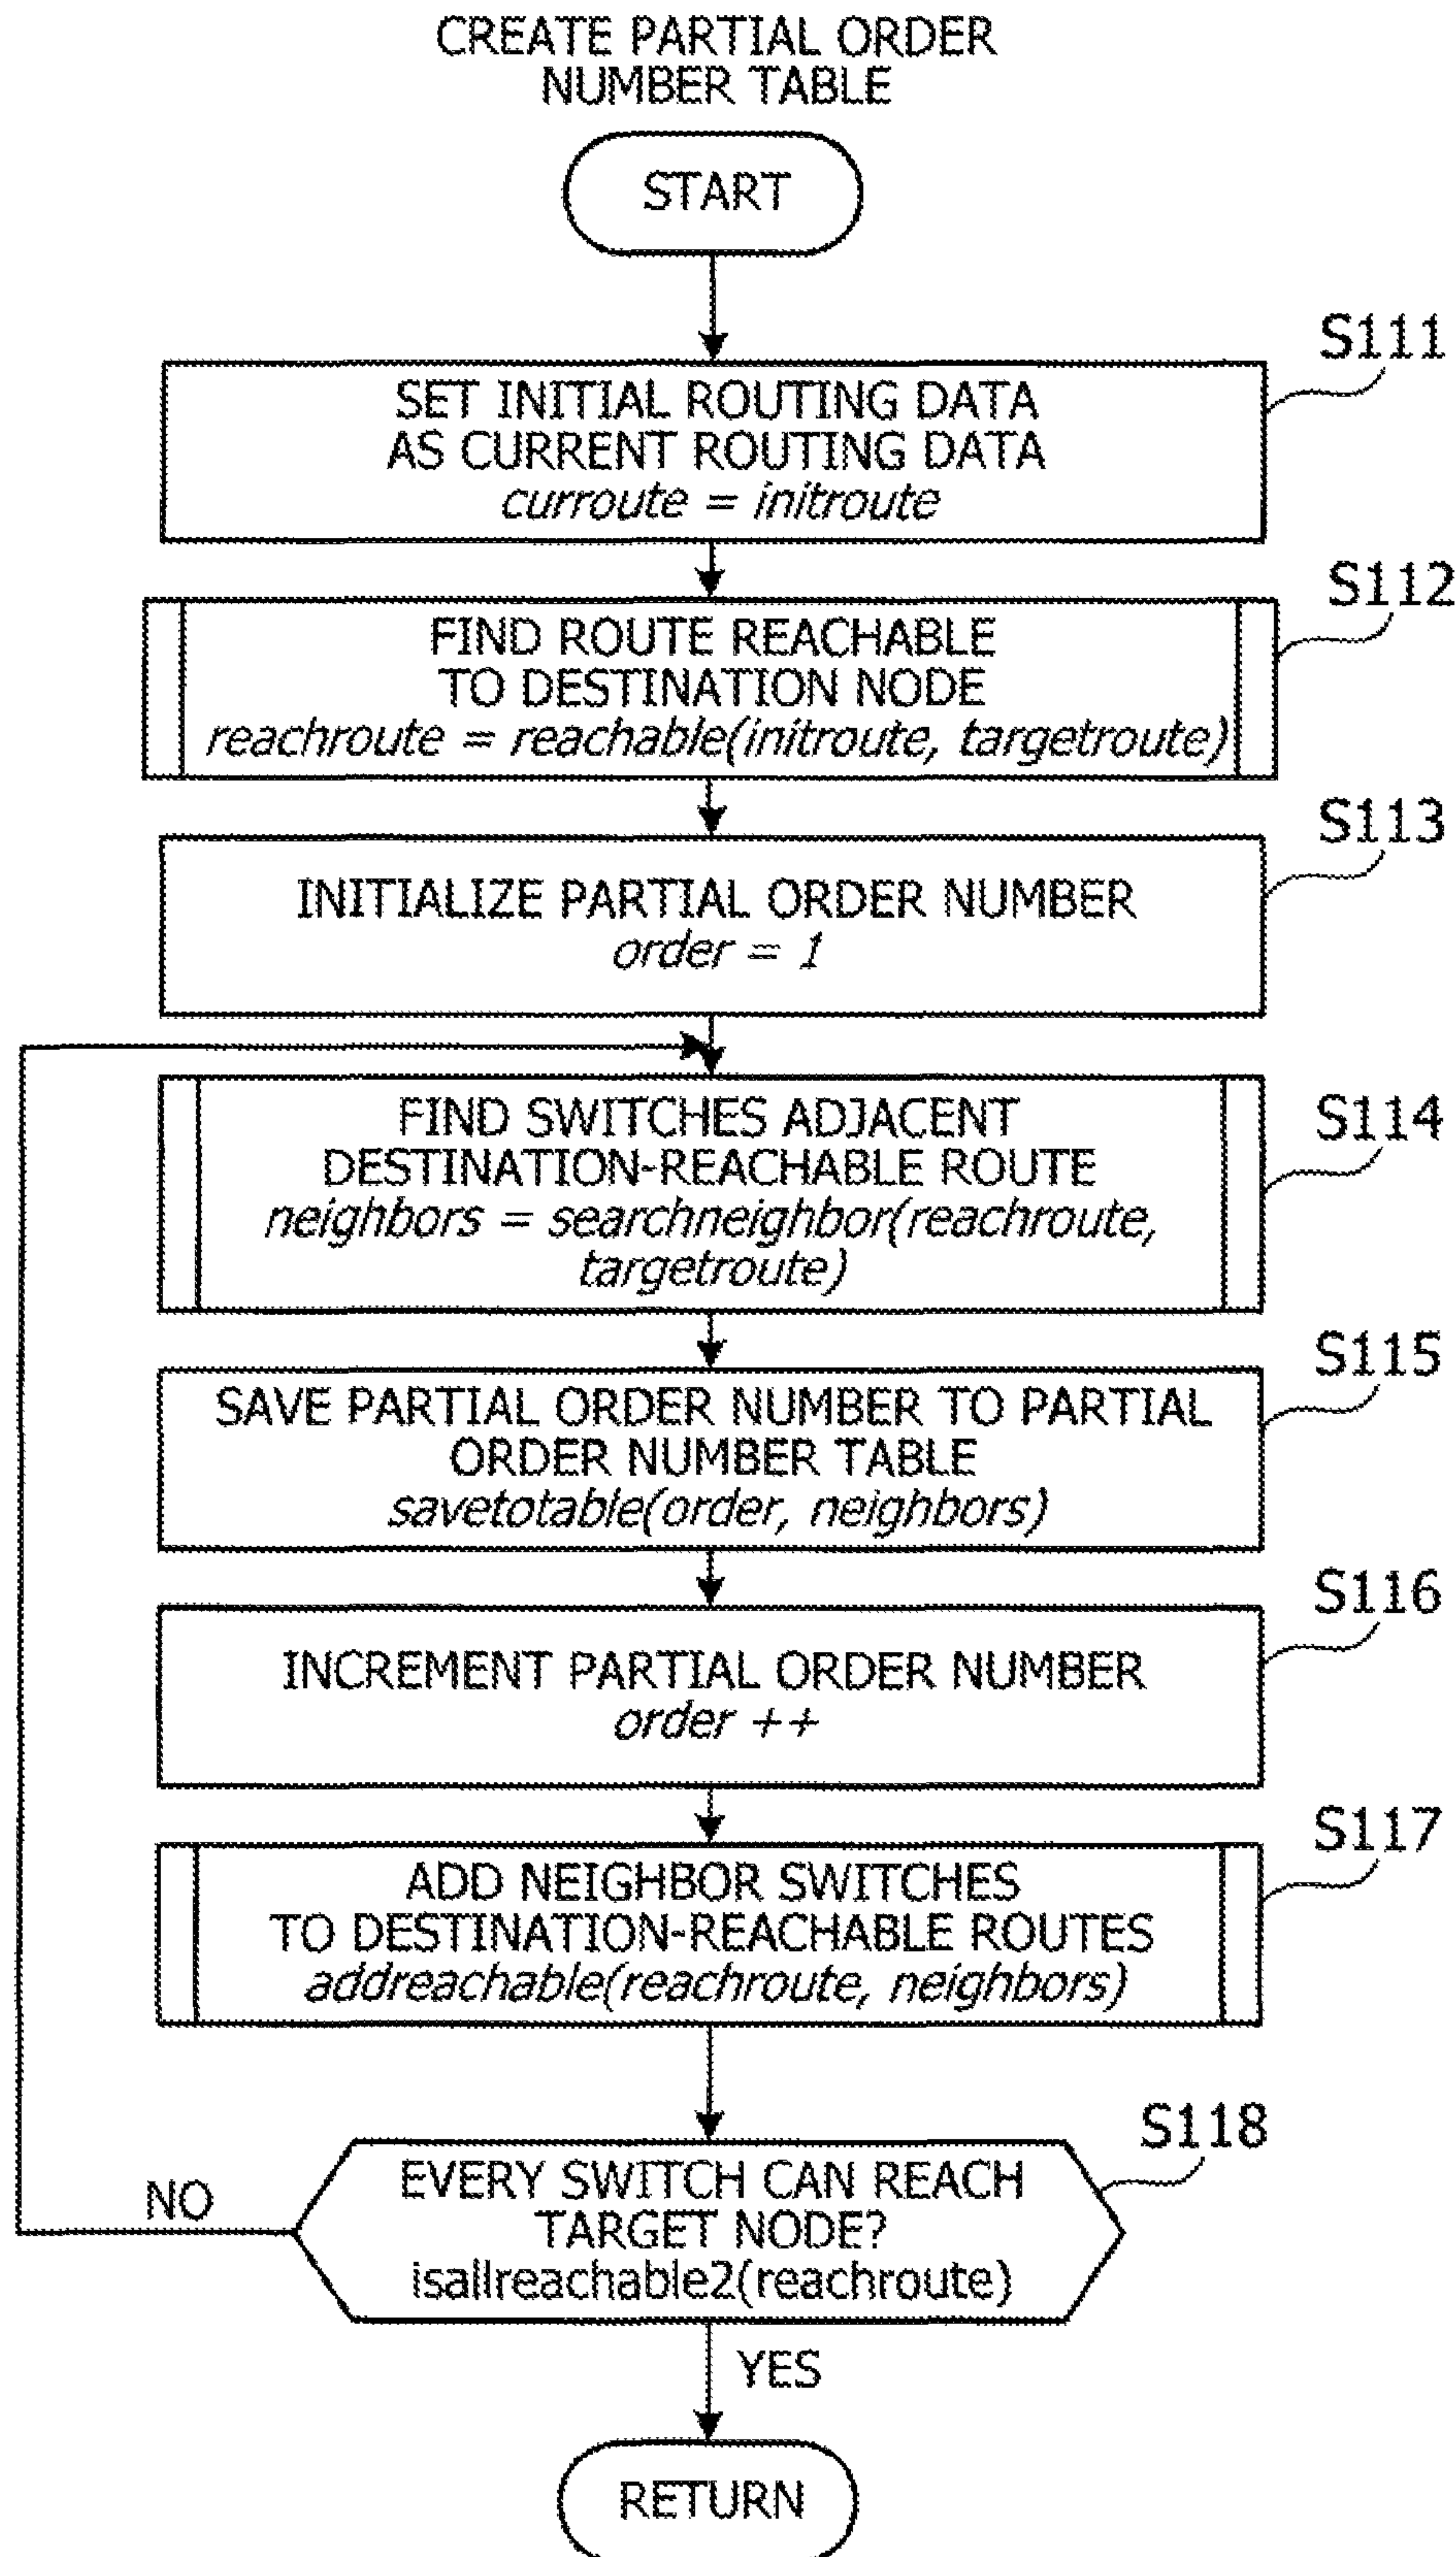 CREATE PARTIAL ORDER
NUMBER TABLE
START
S111
SET INITIAL ROUTING DATA
AS CURRENT ROUTING DATA
curroute = initroute
S112
FIND ROUTE REACHABLE
TO DESTINATION NODE
reachroute = reachable(initroute, targetroute)
S113
INITIALIZE PARTIAL ORDER NUMBER
order = 1
S114
FIND SWITCHES ADJACENT
DESTINATION-REACHABLE ROUTE
neighbors = searchneighbor(reachroute,
targetroute)
S115
SAVE PARTIAL ORDER NUMBER TO PARTIAL
ORDER NUMBER TABLE
savetotable(order, neighbors)
S116
INCREMENT PARTIAL ORDER NUMBER
order ++
S117
ADD NEIGHBOR SWITCHES
TO DESTINATION-REACHABLE ROUTES
addreachable(reachroute, neighbors)
S118
EVERY SWITCH CAN REACH
TARGET NODE?
isallreachable2(reachroute)
NO
YES
RETURN